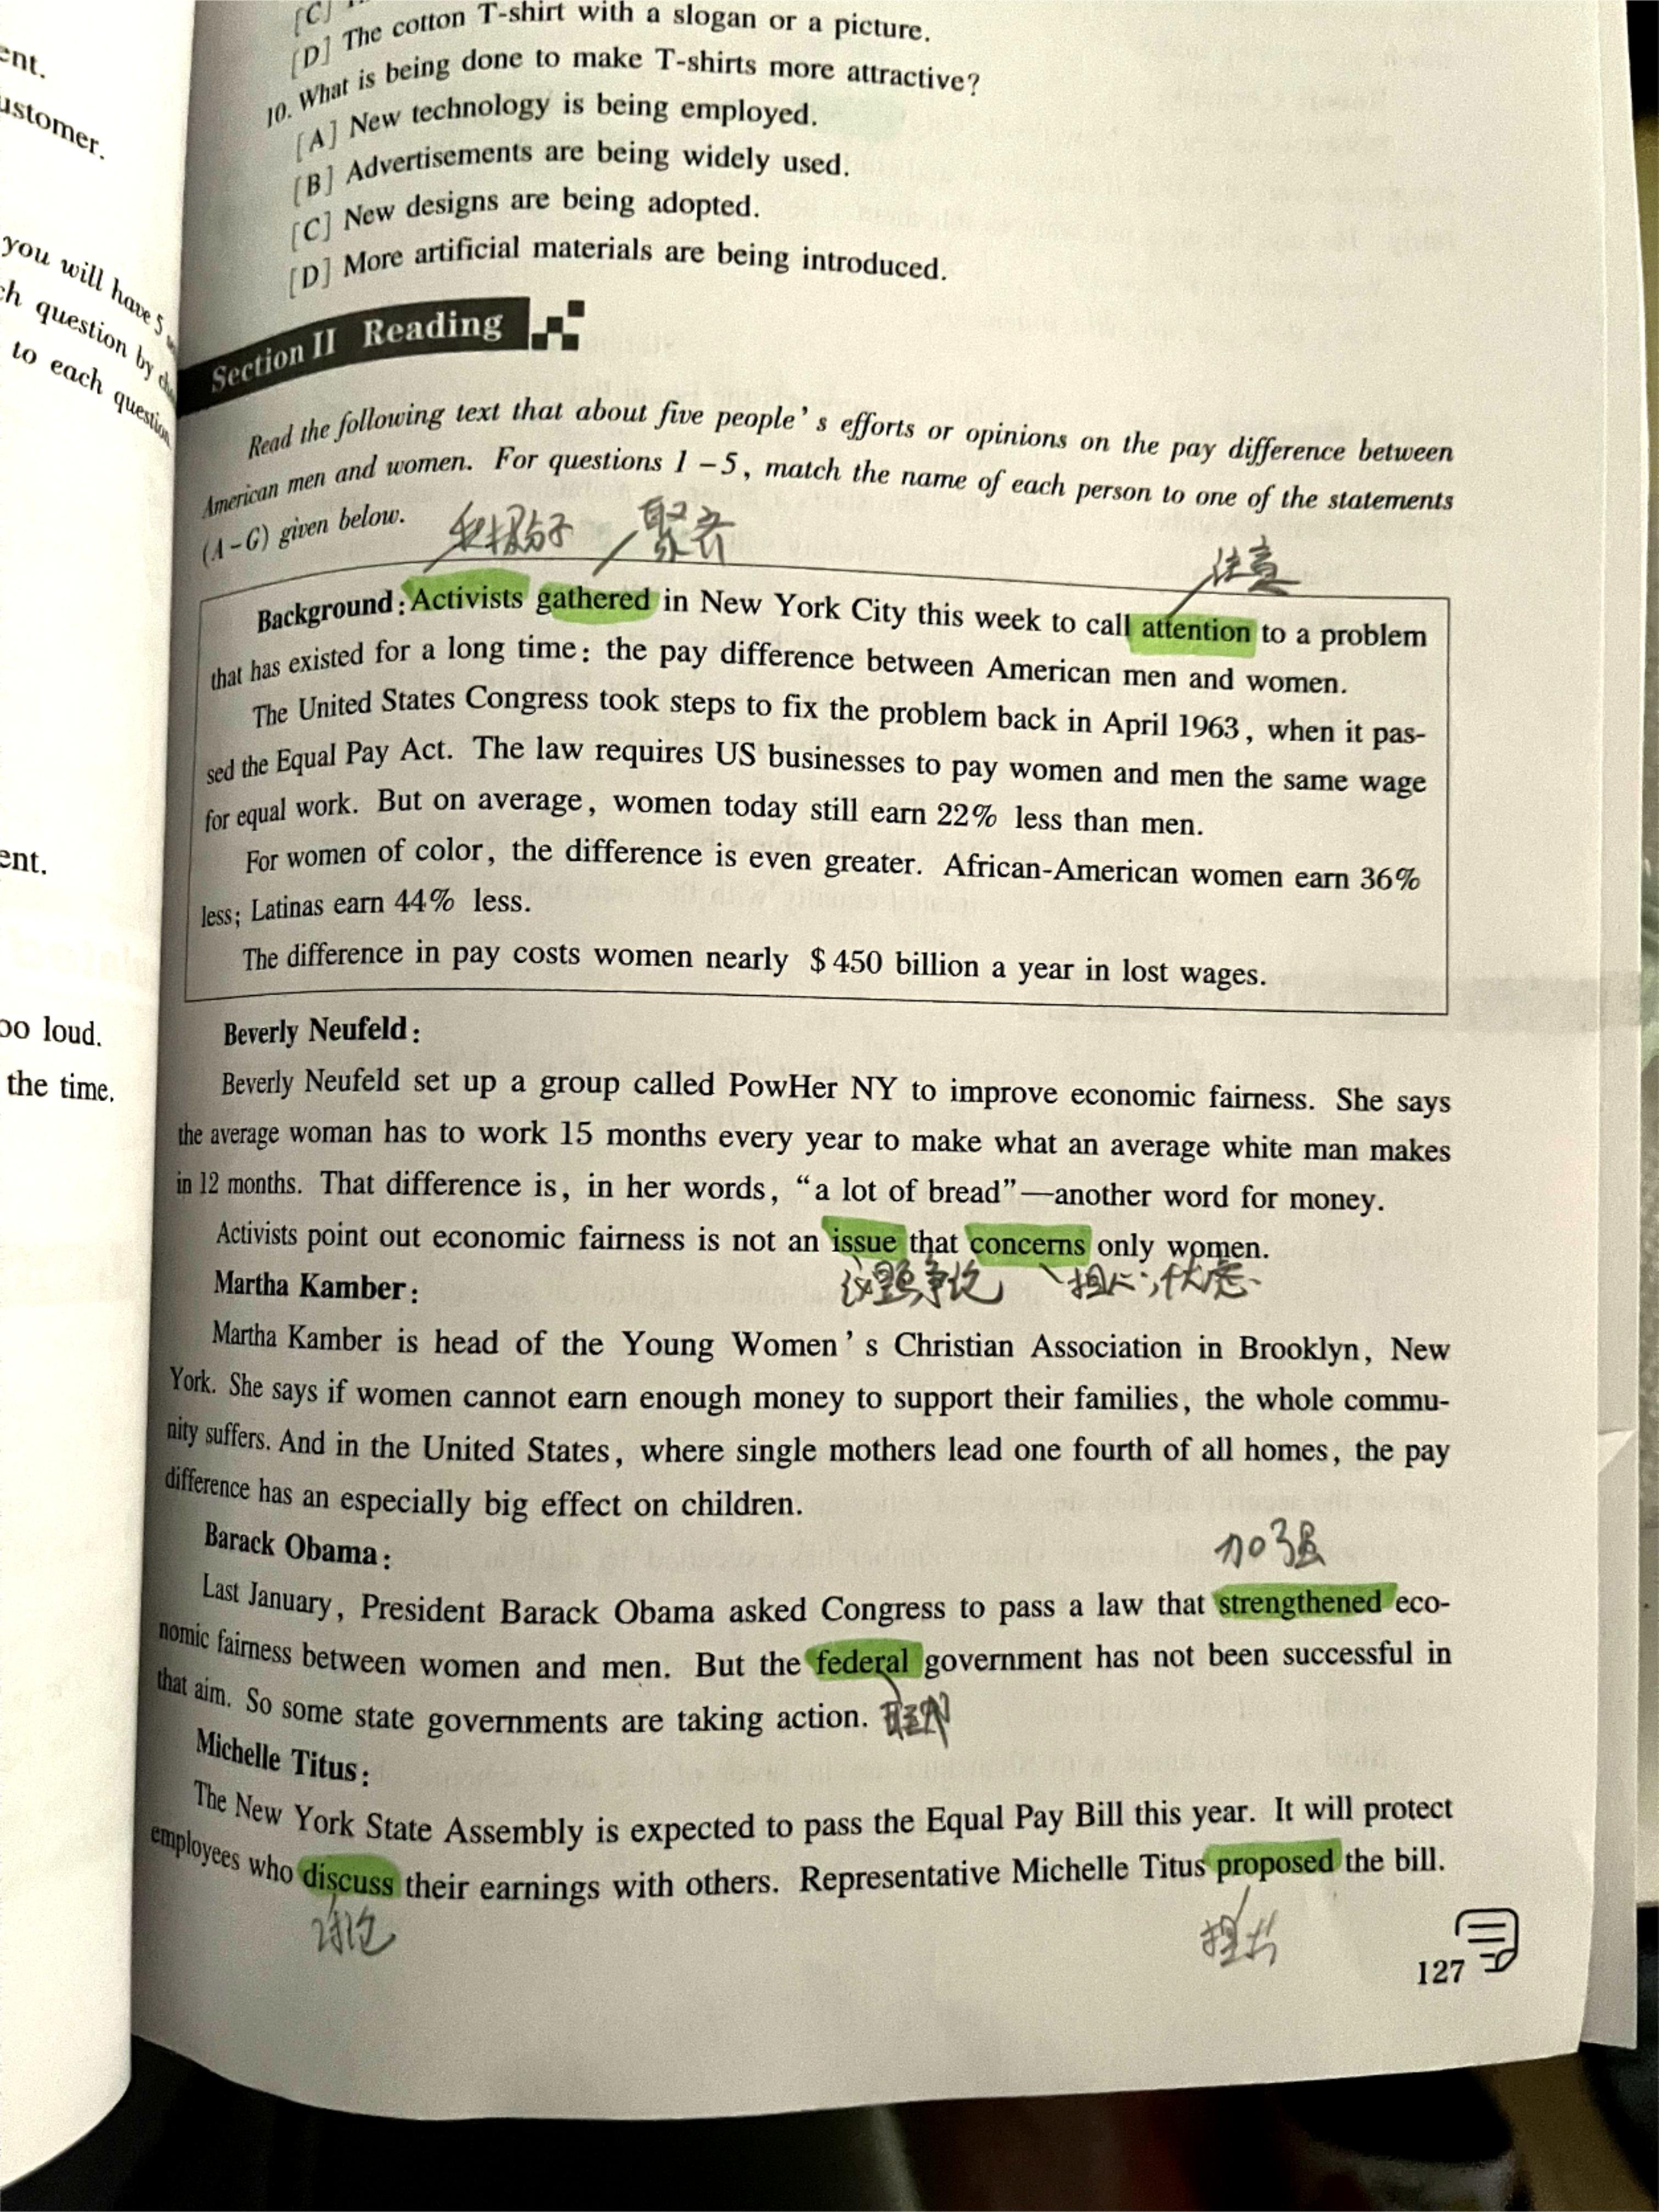 ent.
ustomer.
you will have 5
ch question by
to each question
ent.
oo loud.
the time.
[C]
[D] The cotton T-shirt with a slogan or a picture.
10. What is being done to make T-shirts more attractive?
[A] New technology is being employed.
[B] Advertisements are being widely used.
[C] New designs are being adopted.
[D] More artificial materials are being introduced.
Section II Reading
Read the following text that about five people's efforts or opinions on the pay difference between
American men and women. For questions 1-5, match the name of each person to one of the statements
(A-G) given below.
积极分子 聚齐
注意
Background: Activists gathered in New York City this week to call attention to a problem
that has existed for a long time: the pay difference between American men and women.
The United States Congress took steps to fix the problem back in April 1963, when it pas-
sed the Equal Pay Act. The law requires US businesses to pay women and men the same wage
for equal work. But on average, women today still earn 22% less than men.
For women of color, the difference is even greater. African-American women earn 36%
less; Latinas earn 44% less.
The difference in pay costs women nearly $450 billion a year in lost wages.
Beverly Neufeld:
Beverly Neufeld set up a group called PowHer NY to improve economic fairness. She says
the average woman has to work 15 months every year to make what an average white man makes
in 12 months. That difference is, in her words, "a lot of bread"—another word for money.
Activists point out economic fairness is not an issue that concerns only women.
议题争论 担心；忧虑
Martha Kamber:
Martha Kamber is head of the Young Women's Christian Association in Brooklyn, New
York. She says if women cannot earn enough money to support their families, the whole commu-
nity suffers. And in the United States, where single mothers lead one fourth of all homes, the pay
difference has an especially big effect on children.
Barack Obama:
加强
Last January, President Barack Obama asked Congress to pass a law that strengthened eco-
nomic fairness between women and men. But the federal government has not been successful in
that aim. So some state governments are taking action.
Michelle Titus:
The New York State Assembly is expected to pass the Equal Pay Bill this year. It will protect
employees who discuss their earnings with others. Representative Michelle Titus proposed the bill.
讨论
提出
127